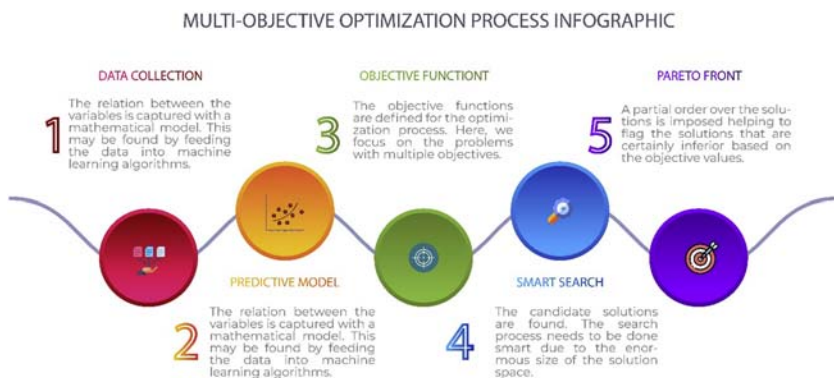 MULTI-OBJECTIVE OPTIMIZATION PROCESS INFOGRAPHIC
DATA COLLECTION
1
The relation between the
variables is captured with a
mathematical model. This
may be found by feeding
the data into machine
learning algorithms.
PREDICTIVE MODEL
2
The relation between the
variables is captured with a
mathematical model. This
may be found by feeding
the data into machine
learning algorithms.
OBJECTIVE FUNCTIONT
3
The objective functions
are defined for the optimi-
zation process. Here, we
focus on the problems
with multiple objectives.
SMART SEARCH
4
The candidate solutions
are found. The search
process needs to be done
smart due to the enor-
mous size of the solution
space.
PARETO FRONT
5
A partial order over the solu-
tions is imposed helping to
flag the solutions that are
certainly inferior based on
the objective values.